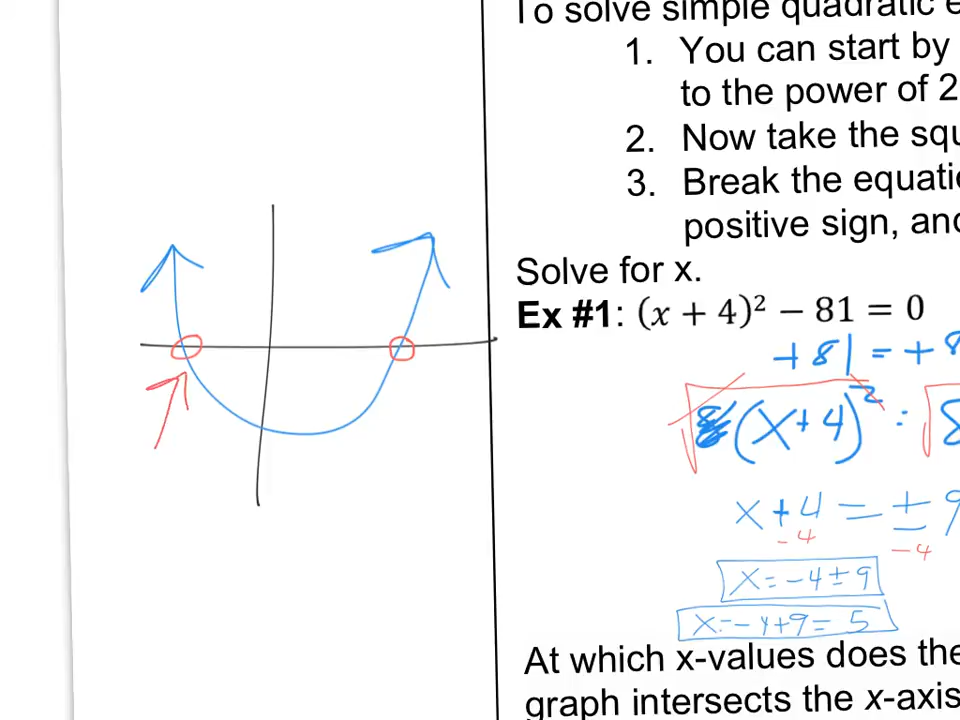 To solve simple quadratic e
1. You can start by
to the power of 2
2. Now take the squ
3. Break the equati
positive sign, and
Solve for x.
Ex #1: (x + 4)² − 81 = 0
+81 = +8
√(x+4)² = √8
x+4 = ± 9
-4 -4
x = -4 ± 9
x = -4+9 = 5
At which x-values does the
graph intersects the x-axis